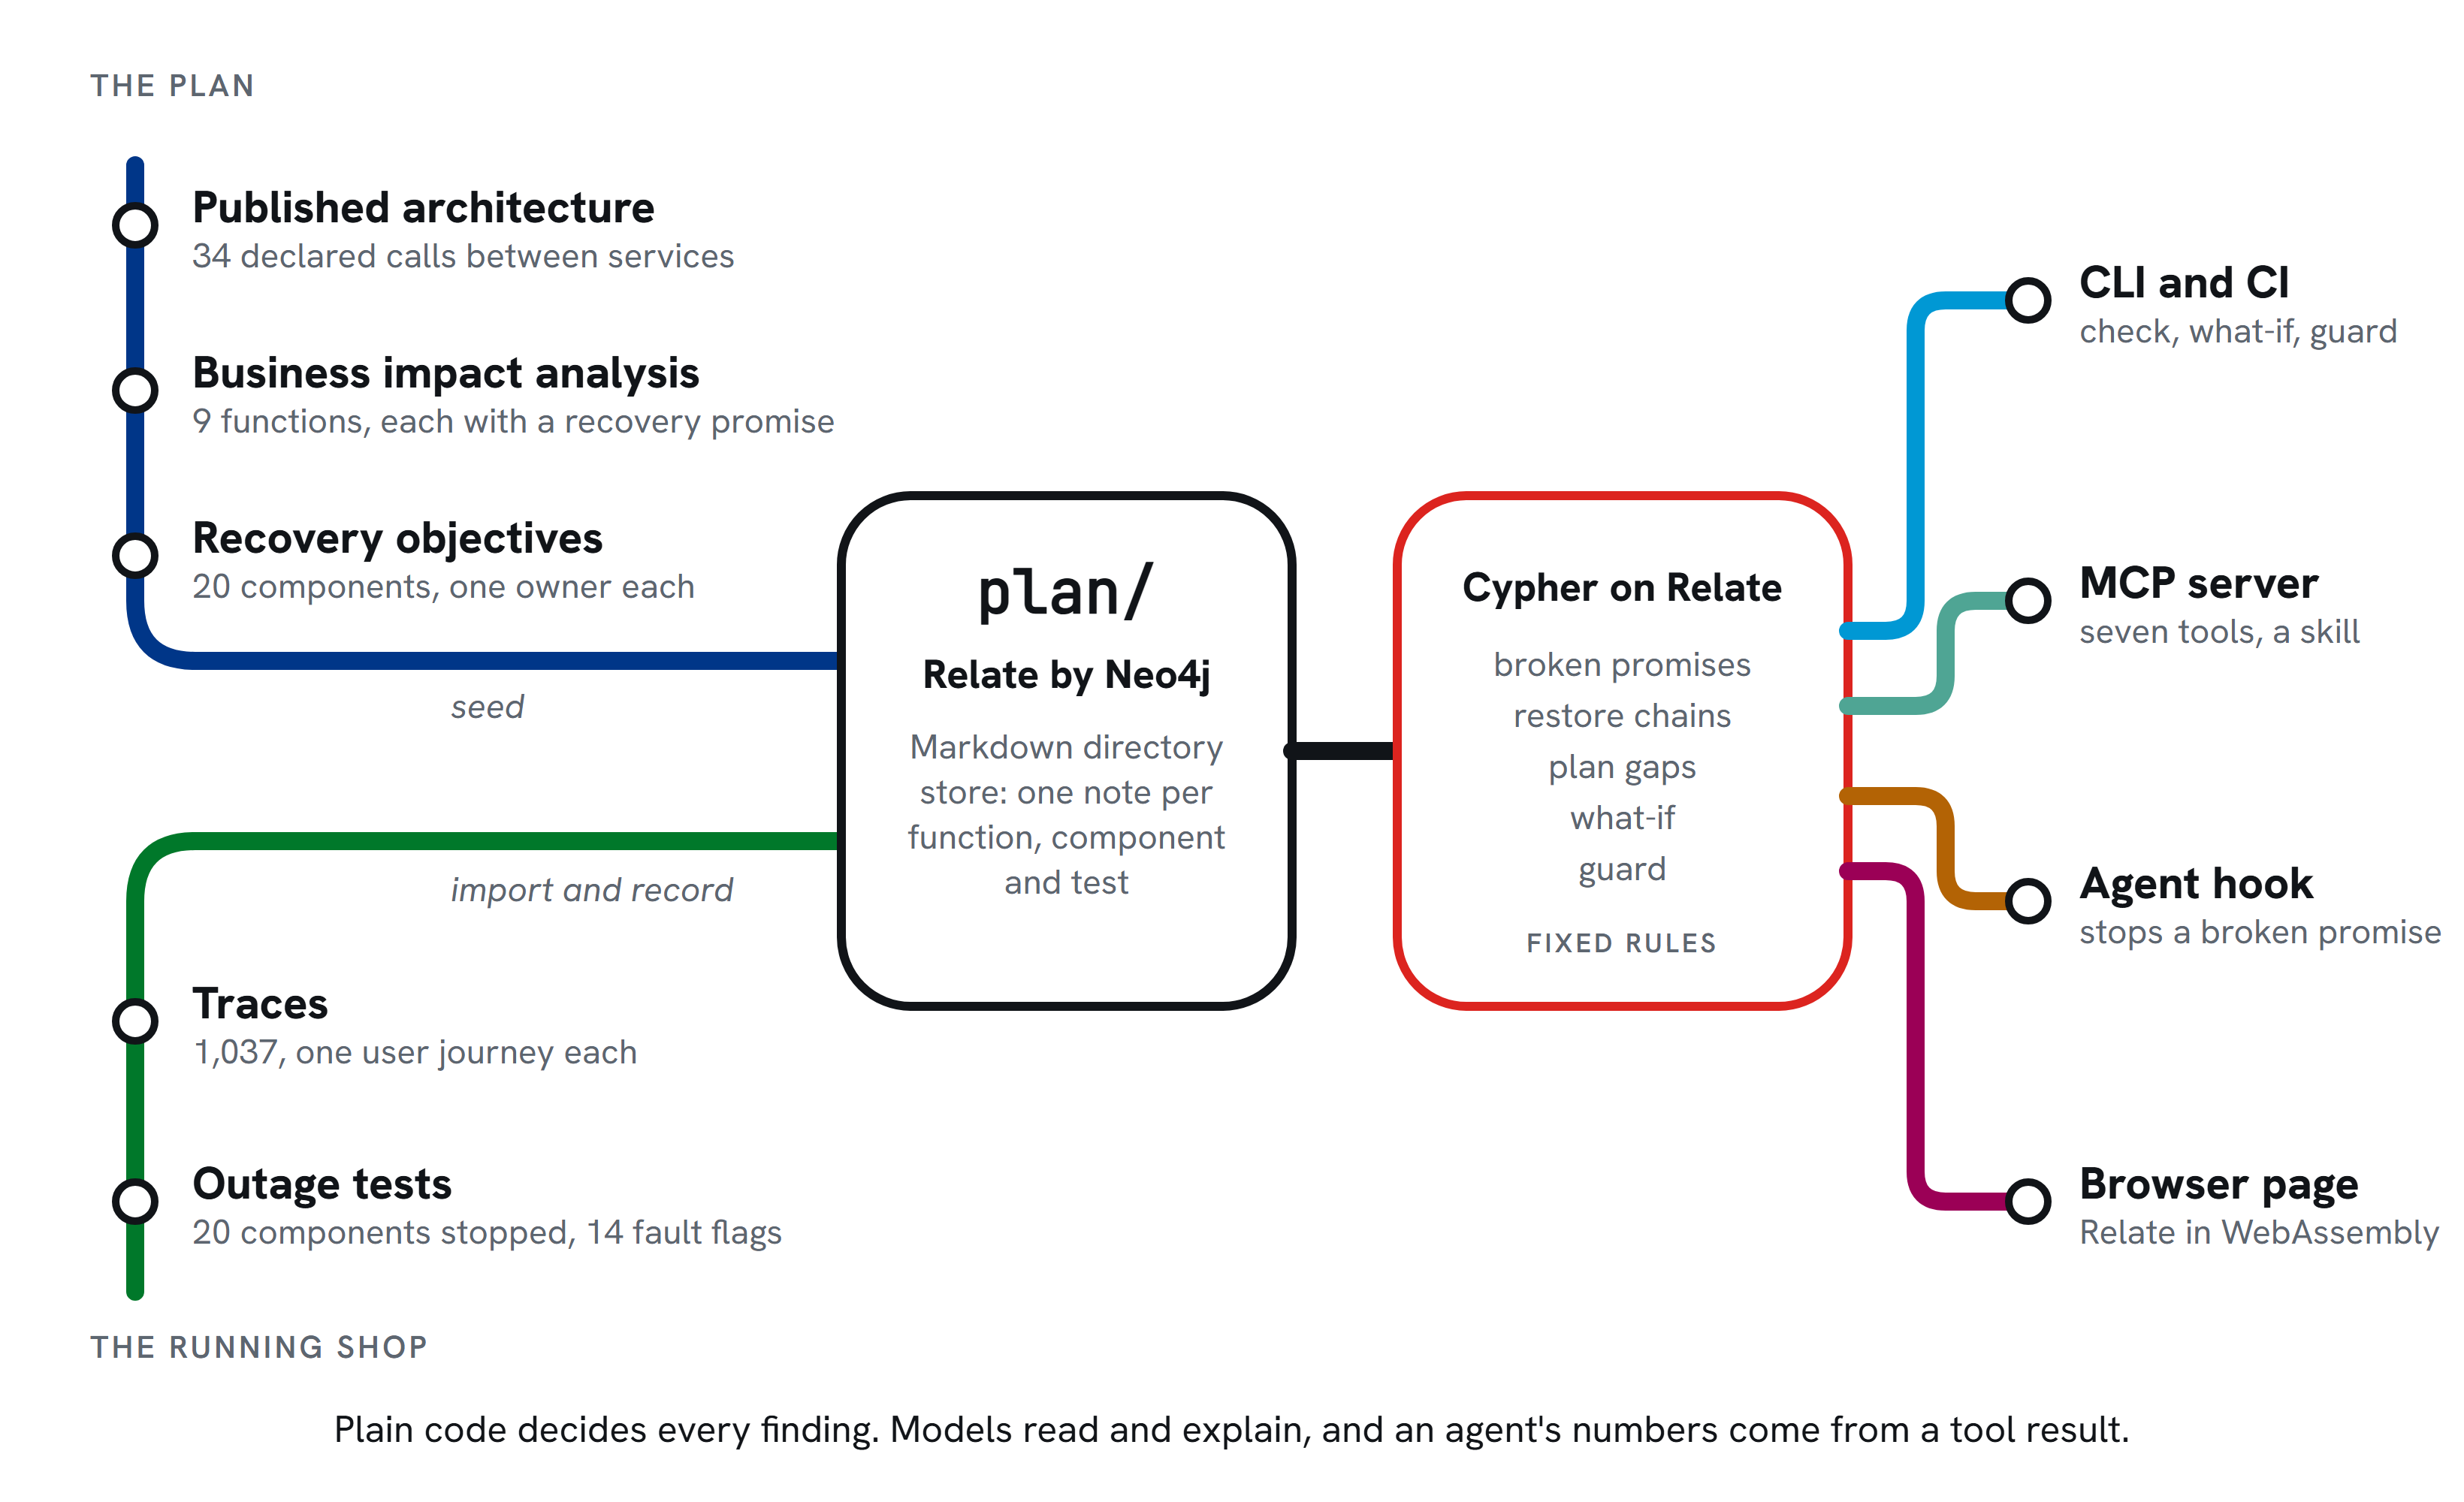 THE PLAN
Published architecture
34 declared calls between services
Business impact analysis
9 functions, each with a recovery promise
Recovery objectives
20 components, one owner each
seed
import and record
Traces
1,037, one user journey each
Outage tests
20 components stopped, 14 fault flags
THE RUNNING SHOP
plan/
Relate by Neo4j
Markdown directory
store: one note per
function, component
and test
Cypher on Relate
broken promises
restore chains
plan gaps
what-if
guard
FIXED RULES
CLI and CI
check, what-if, guard
MCP server
seven tools, a skill
Agent hook
stops a broken promise
Browser page
Relate in WebAssembly
Plain code decides every finding. Models read and explain, and an agent's numbers come from a tool result.